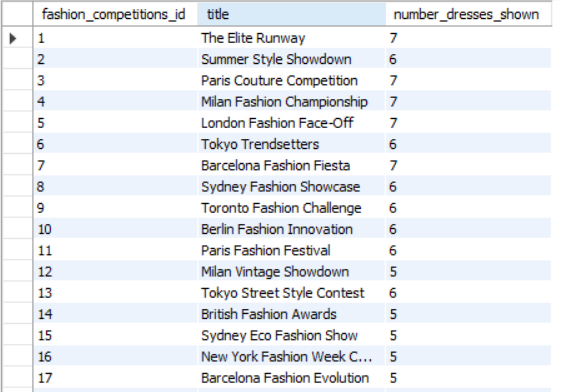 fashion_competitions_id title number_dresses_shown
1 The Elite Runway 7
2 Summer Style Showdown 6
3 Paris Couture Competition 7
4 Milan Fashion Championship 7
5 London Fashion Face-Off 7
6 Tokyo Trendsetters 6
7 Barcelona Fashion Fiesta 7
8 Sydney Fashion Showcase 6
9 Toronto Fashion Challenge 6
10 Berlin Fashion Innovation 6
11 Paris Fashion Festival 6
12 Milan Vintage Showdown 5
13 Tokyo Street Style Contest 6
14 British Fashion Awards 5
15 Sydney Eco Fashion Show 5
16 New York Fashion Week C... 5
17 Barcelona Fashion Evolution 5